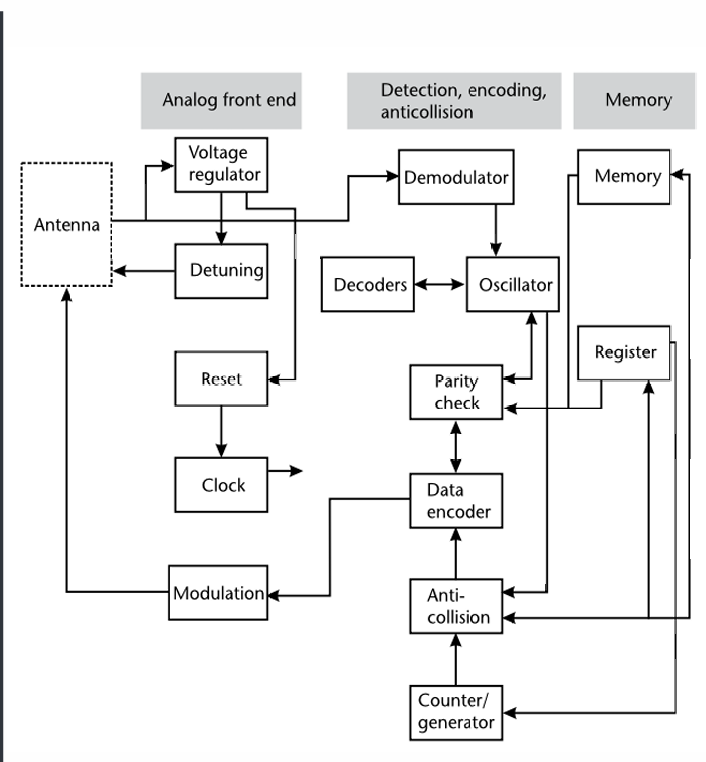 Analog front end
Detection, encoding,
anticollision
Memory
Voltage
regulator
Demodulator
Memory
Antenna
Detuning
Decoders
Oscillator
Register
Reset
Parity
check
Clock
Data
encoder
Modulation
Anti-
collision
Counter/
generator